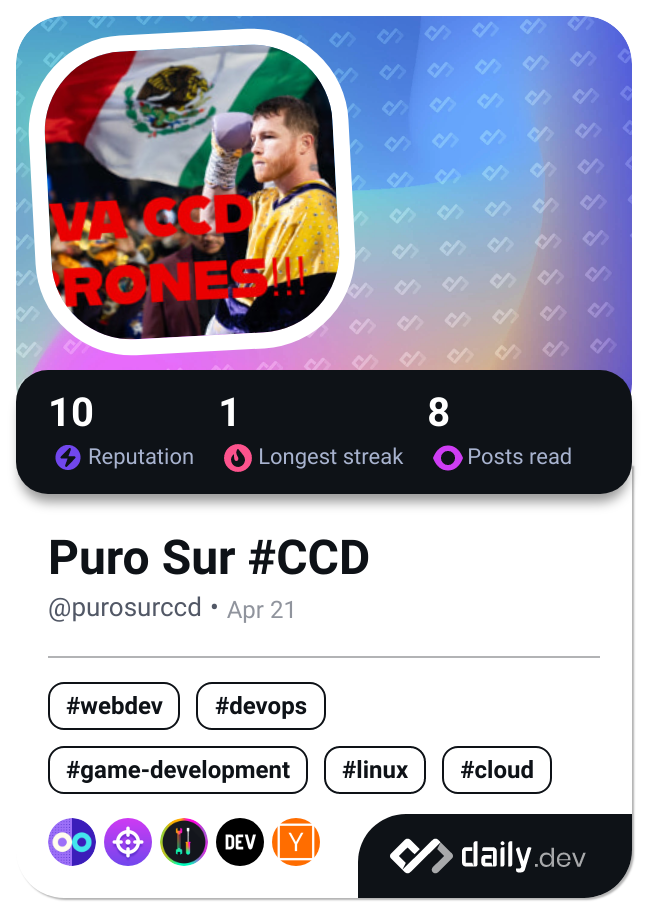 VA CCD
RONES!!!
10
1
8
Reputation
Longest streak
Posts read
Puro Sur #CCD
@purosurccd • Apr 21
#webdev
#devops
#game-development
#linux
#cloud
DEV
Y
daily.dev